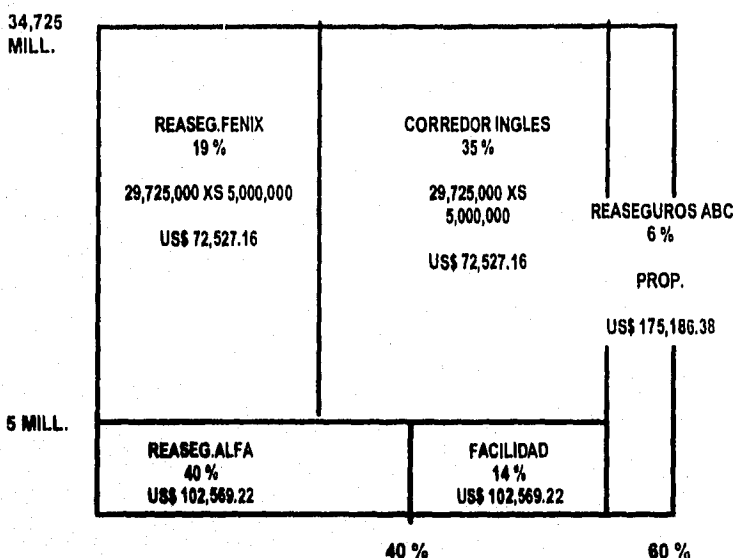 34,725
MILL.
REASEG.FENIX
19 %
29,725,000 XS 5,000,000
US$ 72,527.16
CORREDOR INGLES
35 %
29,725,000 XS
5,000,000
US$ 72,527.16
REASEGUROS ABC
6 %
PROP.
US$ 175,186.38
5 MILL.
REASEG.ALFA
40 %
US$ 102,569.22
FACILIDAD
14 %
US$ 102,569.22
40 %
60 %